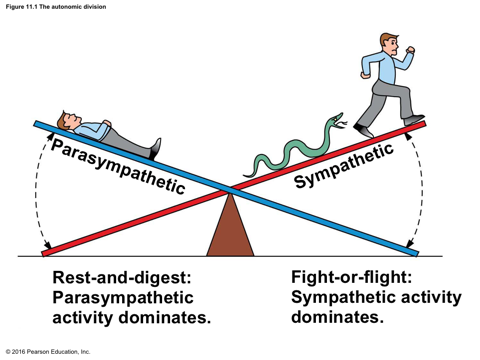 Figure 11.1 The autonomic division
Parasympathetic
Sympathetic
Rest-and-digest:
Parasympathetic
activity dominates.
Fight-or-flight:
Sympathetic activity
dominates.
© 2016 Pearson Education, Inc.